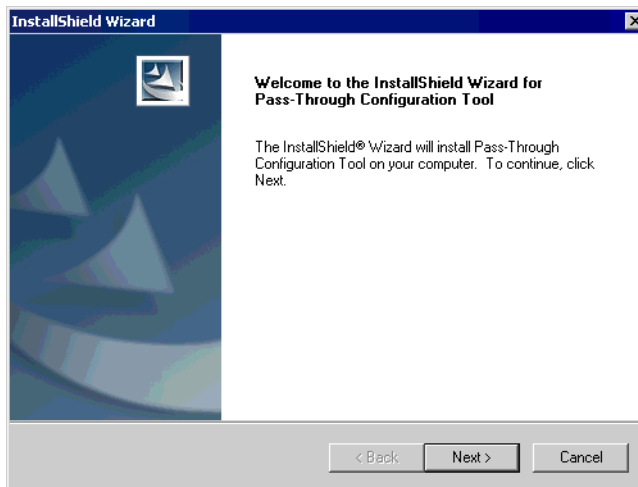 InstallShield Wizard
Welcome to the InstallShield Wizard for
Pass-Through Configuration Tool
The InstallShield® Wizard will install Pass-Through
Configuration Tool on your computer.  To continue, click
Next.
< Back
Next >
Cancel